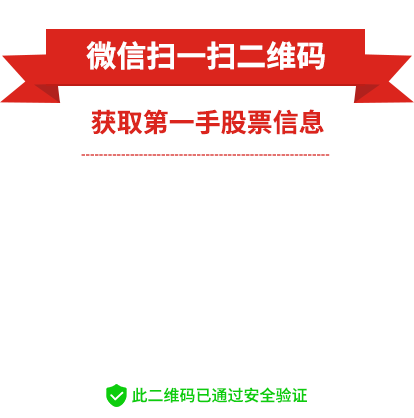 微信扫一扫二维码
获取第一手股票信息
此二维码已通过安全验证